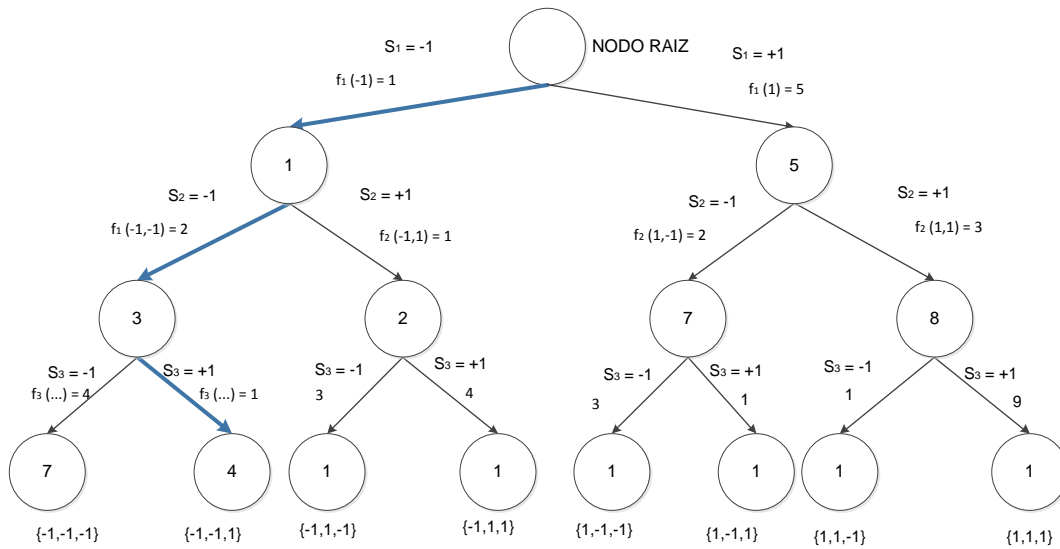 NODO RAIZ
S1 = -1
S1 = +1
f1 (-1) = 1
f1 (1) = 5
1
5
S2 = -1
S2 = +1
S2 = -1
S2 = +1
f1 (-1,-1) = 2
f2 (-1,1) = 1
f2 (1,-1) = 2
f2 (1,1) = 3
3
2
7
8
S3 = -1
S3 = +1
S3 = -1
S3 = +1
S3 = -1
S3 = +1
S3 = -1
S3 = +1
f3 (...) = 4
f3 (...) = 1
3
4
3
1
1
9
7
4
1
1
1
1
1
1
{-1,-1,-1}
{-1,-1,1}
{-1,1,-1}
{-1,1,1}
{1,-1,-1}
{1,-1,1}
{1,1,-1}
{1,1,1}